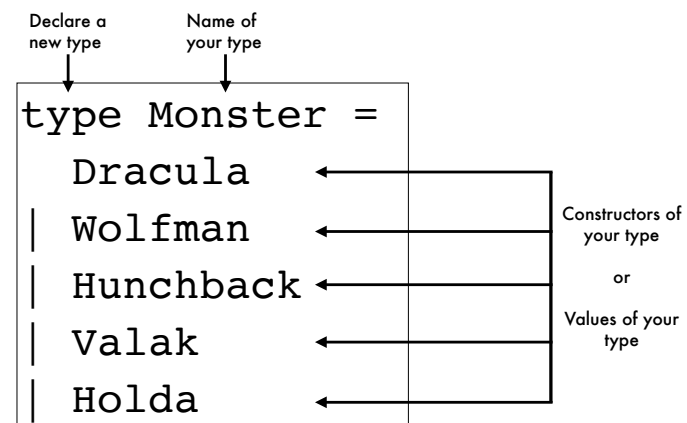 Declare a
new type
Name of
your type
type Monster =
Dracula
| Wolfman
| Hunchback
| Valak
| Holda
Constructors of
your type
or
Values of your
type